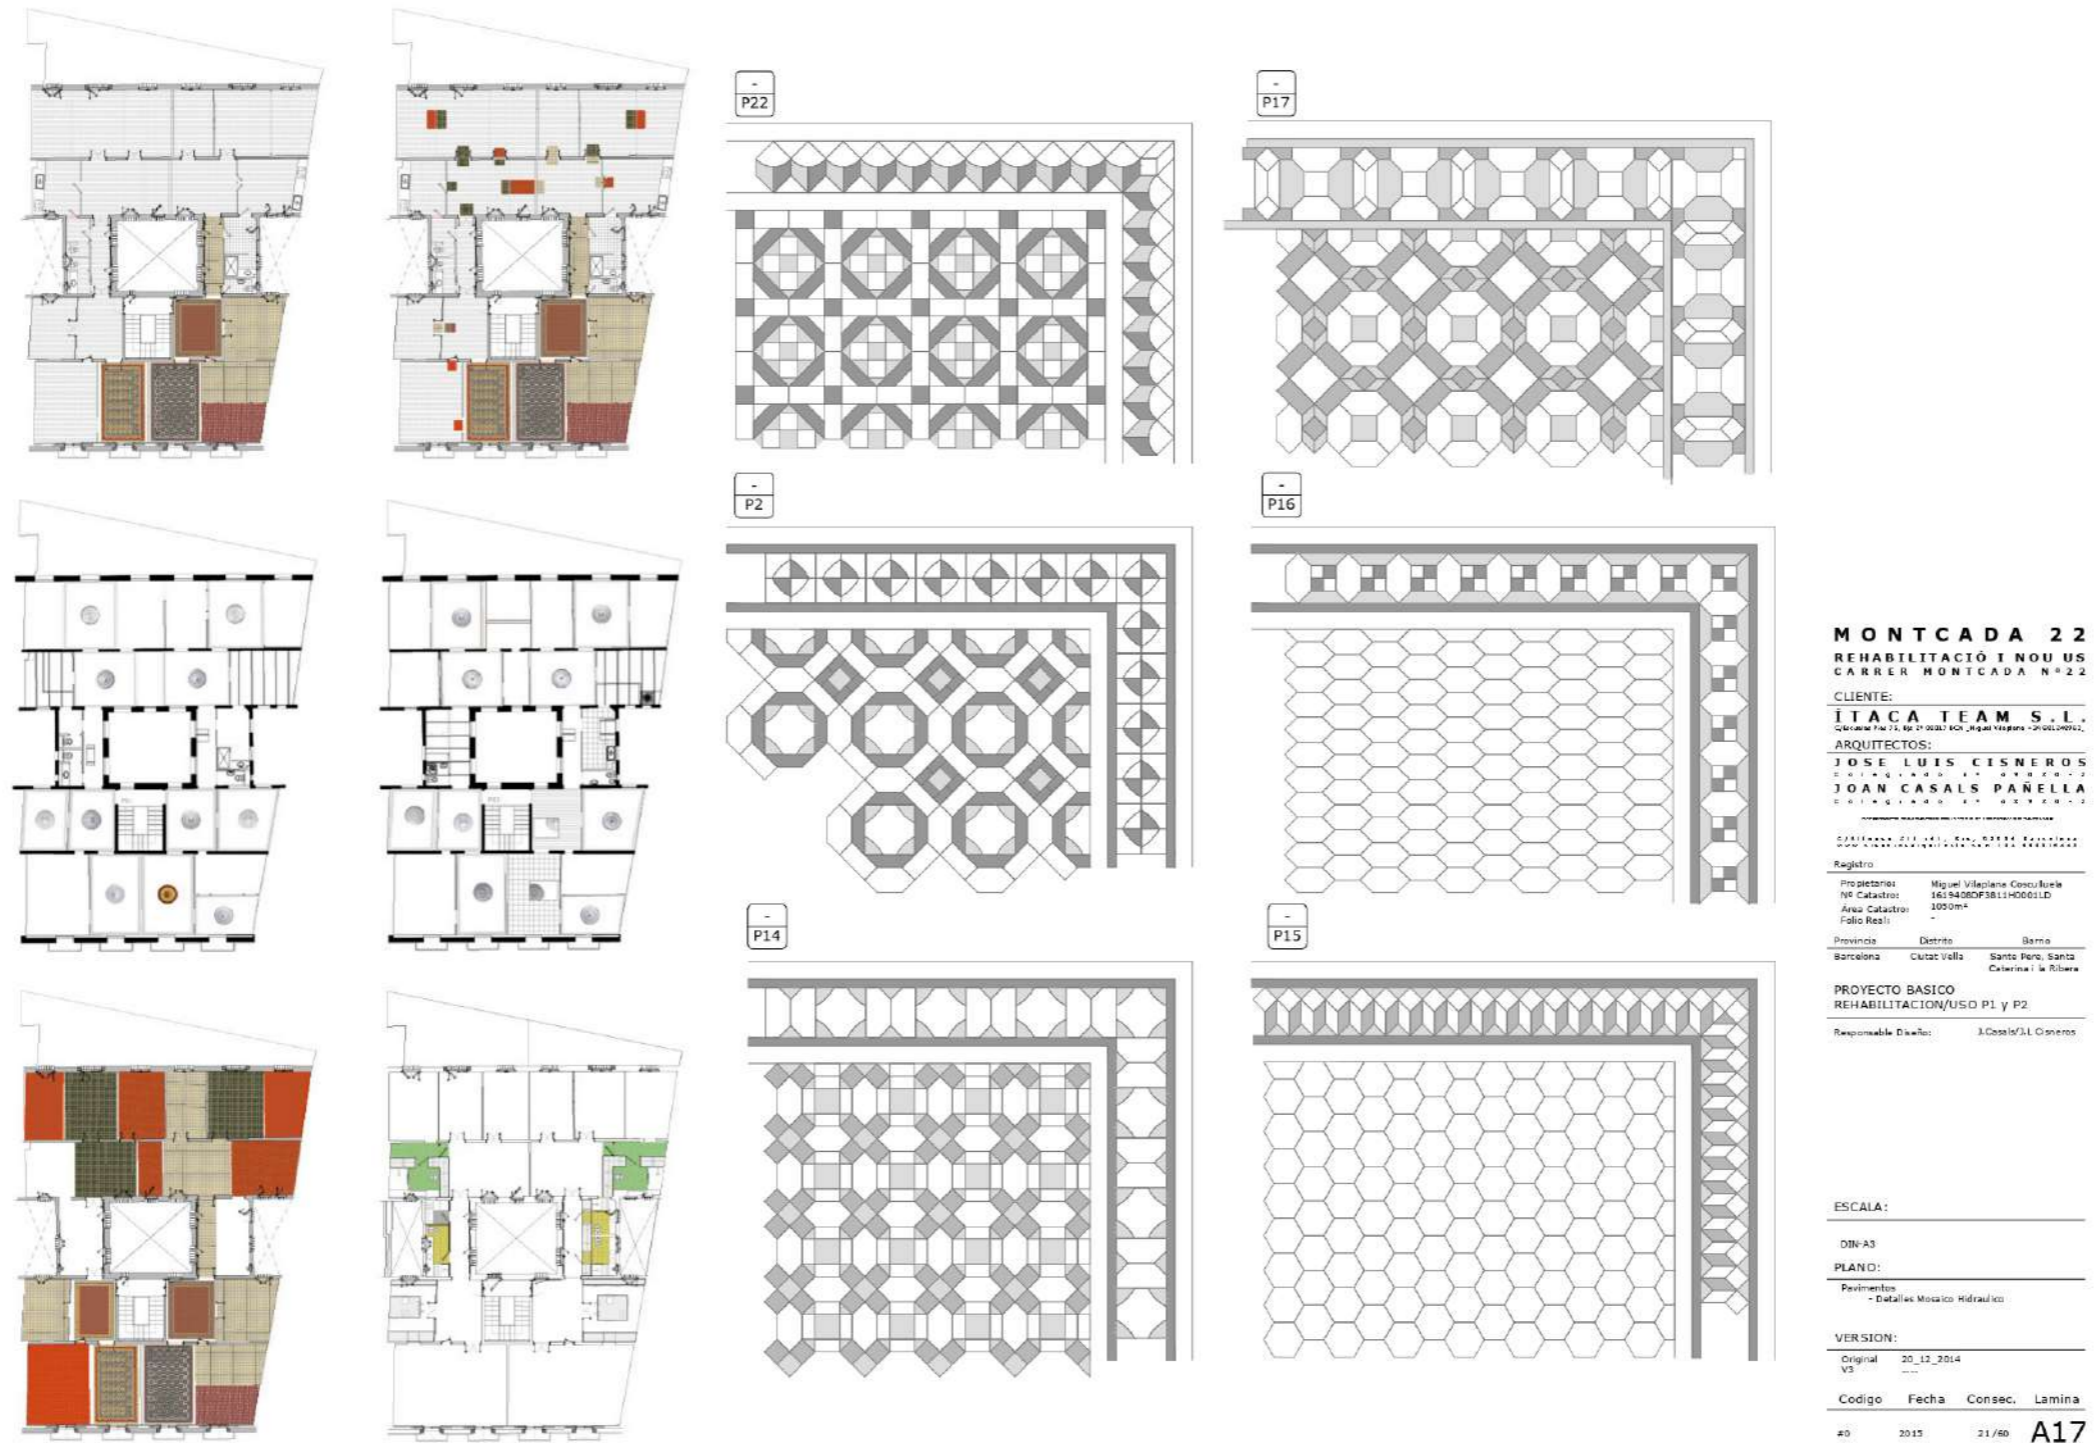 -
P22
-
P17
-
P2
-
P16
-
P14
-
P15
MONTCADA 22
REHABILITACIÓ I NOU US
CARRER MONTCADA Nº22
CLIENTE:
ÍTACA TEAM S.L.
ARQUITECTOS:
JOSE LUIS CISNEROS
JOAN CASALS PAÑELLA
Registro
Propietario: Miguel Vilaplana Cosculluela
Nº Catastro: 1619408DF3811H0001LD
Área Catastro: 1050m²
Folio Real: -
Provincia Distrito Barrio
Barcelona Ciutat Vella Sante Pere, Santa
Caterina i la Ribera
PROYECTO BASICO
REHABILITACION/USO P1 y P2
Responsable Diseño: J.Casals/J.L Cisneros
ESCALA:
DIN-A3
PLANO:
Pavimentos
- Detalles Mosaico Hidraulico
VERSION:
Original 20_12_2014
V3 ----
Codigo Fecha Consec. Lamina
#0 2015 21/60 A17